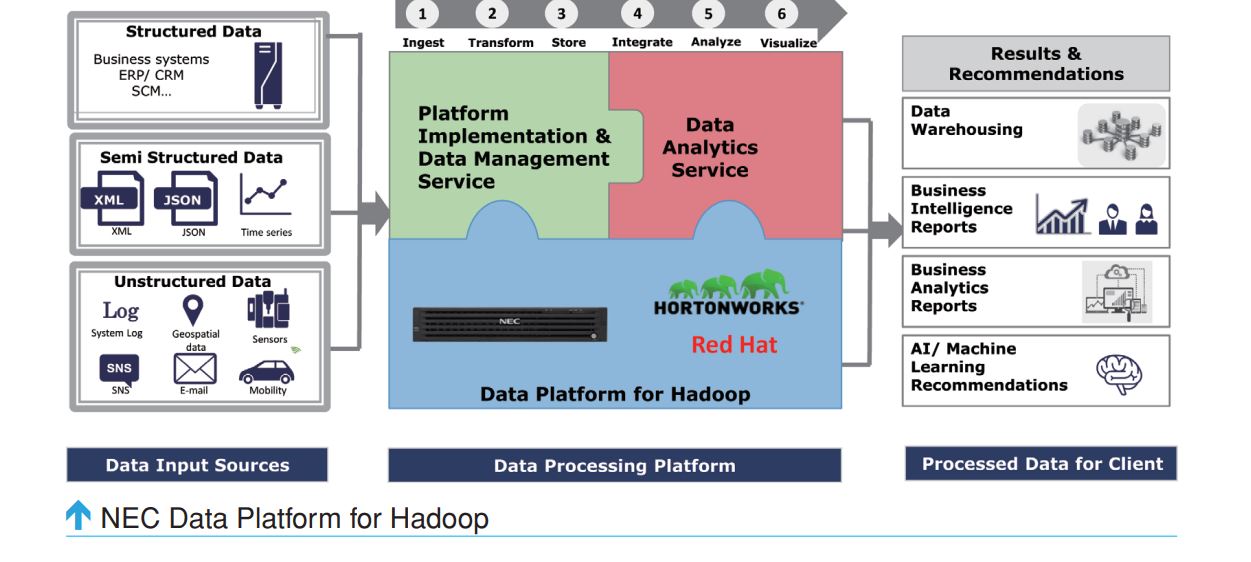 Structured Data
Business systems
ERP/ CRM
SCM...
Semi Structured Data
XML
JSON
XML
JSON
Time series
Unstructured Data
Log
System Log
Geospatial
data
Sensors
SNS
SNS
E-mail
Mobility
Data Input Sources
1
2
3
4
5
6
Ingest
Transform
Store
Integrate
Analyze
Visualize
Platform
Implementation &
Data Management
Service
Data
Analytics
Service
NEC
HORTONWORKS®
Red Hat
Data Platform for Hadoop
Data Processing Platform
Results &
Recommendations
Data
Warehousing
Business
Intelligence
Reports
Business
Analytics
Reports
AI/ Machine
Learning
Recommendations
Processed Data for Client
NEC Data Platform for Hadoop